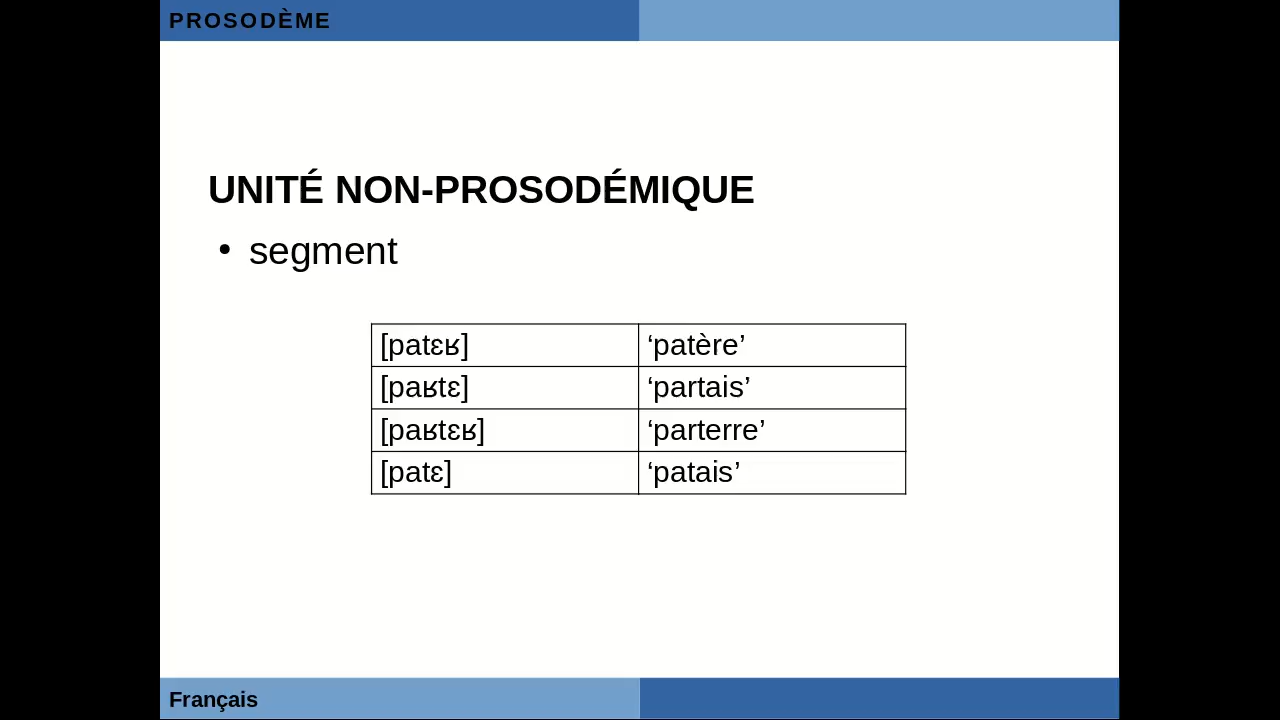 PROSODÈME
UNITÉ NON-PROSODÉMIQUE
• segment
[patɛʁ] ‘patère’
[paʁtɛ] ‘partais’
[paʁtɛʁ] ‘parterre’
[patɛ] ‘patais’
Français